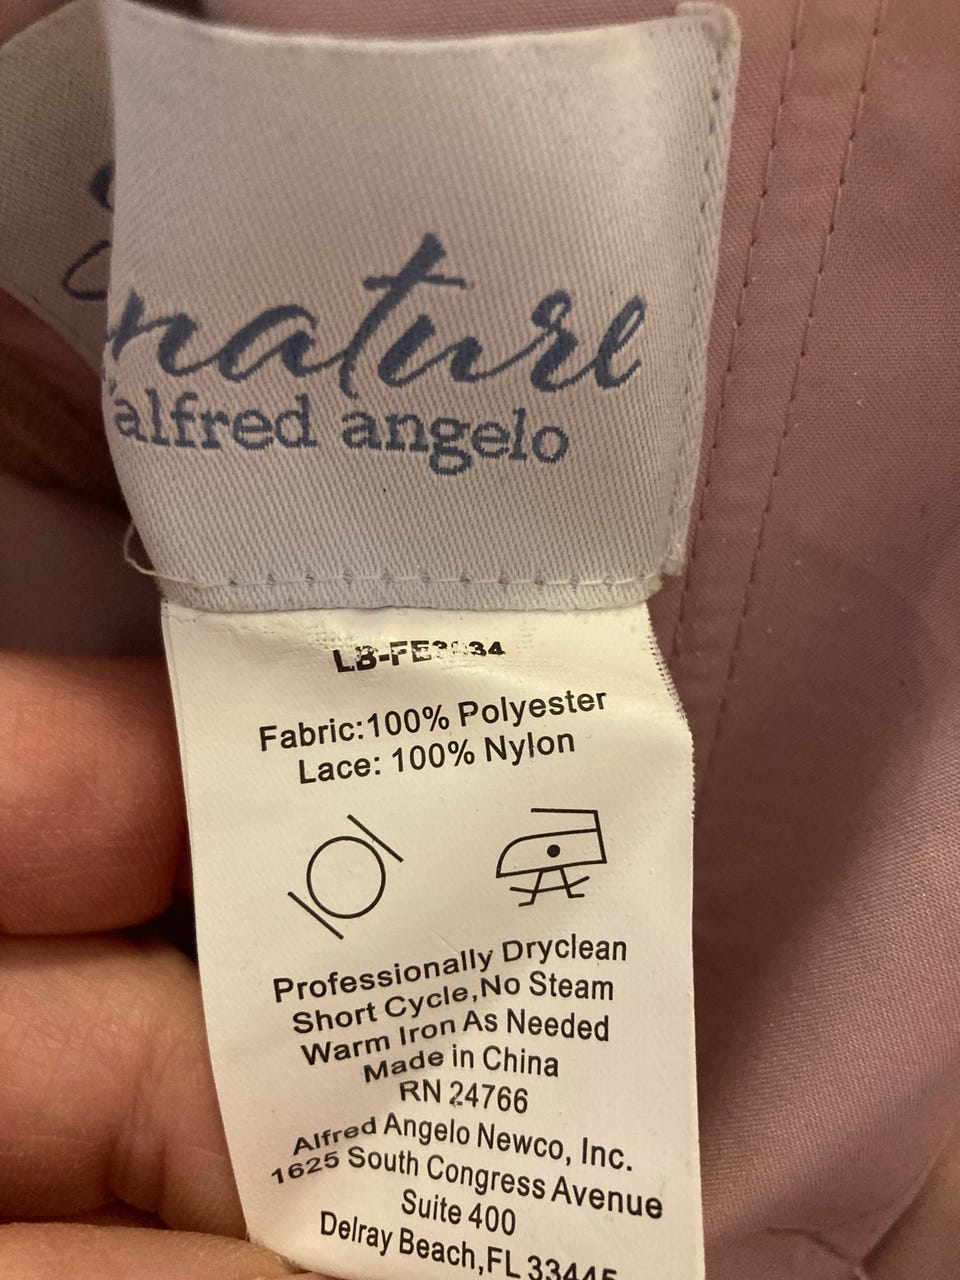 nature
alfred angelo
Fabric:100% Polyester
Lace: 100% Nylon
Professionally Dryclean
Short Cycle,No Steam
Warm Iron As Needed
Made in China
RN 24766
Alfred Angelo Newco, Inc.
1625 South Congress Avenue
Suite 400
Delray Beach,FL 33445